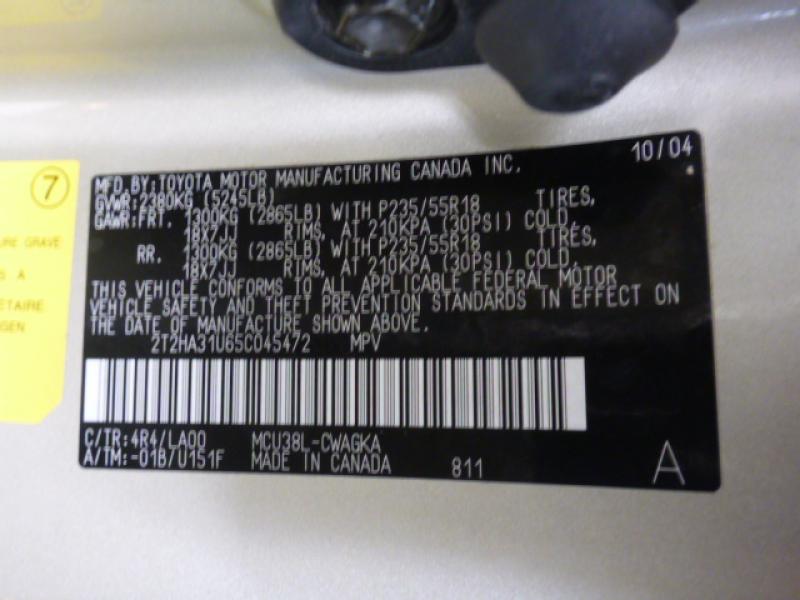 7
URE GRAVE
S A
ETAIRE
GEN
MFD. BY: TOYOTA MOTOR MANUFACTURING CANADA INC. 10/04
GVWR: 2380KG (5245LB)
GAWR: FRT. 1300KG (2865LB) WITH P235/55R18 TIRES,
18X7JJ RIMS, AT 210KPA (30PSI) COLD,
RR. 1300KG (2865LB) WITH P235/55R18 TIRES,
18X7JJ RIMS, AT 210KPA (30PSI) COLD.
THIS VEHICLE CONFORMS TO ALL APPLICABLE FEDERAL MOTOR
VEHICLE SAFETY AND THEFT PREVENTION STANDARDS IN EFFECT ON
THE DATE OF MANUFACTURE SHOWN ABOVE.
2T2HA31U65C045472 MPV
C/TR: 4R4/LA00 MCU38L-CWAGKA
A/TM: -01B/U151F MADE IN CANADA 811 A